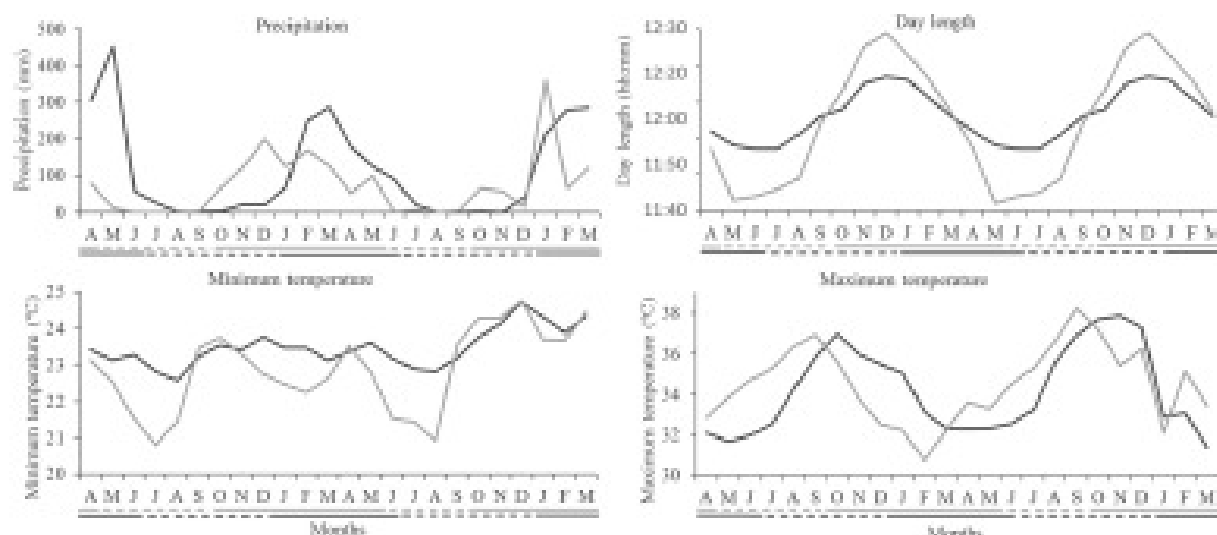 Precipitation
Precipitation (mm)
500
400
300
200
100
0
A M J J A S O N D J F M A M J J A S O N D J F M
Day length
Day length (hh:mm)
12:30
12:20
12:00
11:50
11:40
A M J J A S O N D J F M A M J J A S O N D J F M
Minimum temperature
Minimum temperature (°C)
25
24
23
22
21
20
A M J J A S O N D J F M A M J J A S O N D J F M
Months
Maximum temperature
Maximum temperature (°C)
38
36
34
32
30
A M J J A S O N D J F M A M J J A S O N D J F M
Months